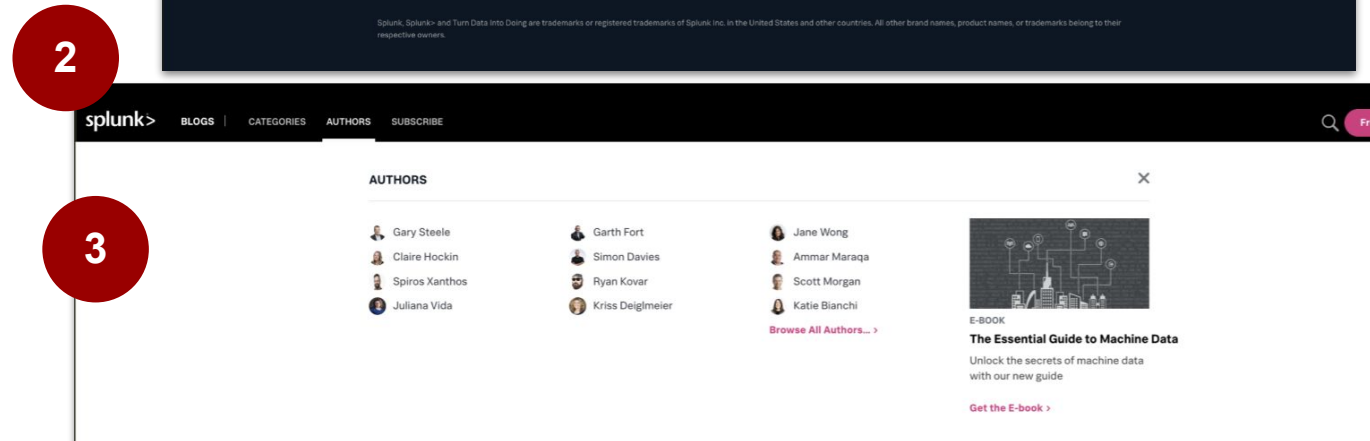 Splunk, Splunk> and Turn Data Into Doing are trademarks or registered trademarks of Splunk Inc. in the United States and other countries. All other brand names, product names, or trademarks belong to their
respective owners.
2
splunk> BLOGS | CATEGORIES AUTHORS SUBSCRIBE Fr
AUTHORS
3
Gary Steele
Claire Hockin
Spiros Xanthos
Juliana Vida
Garth Fort
Simon Davies
Ryan Kovar
Kriss Deiglmeier
Jane Wong
Ammar Maraqa
Scott Morgan
Katie Bianchi
Browse All Authors... >
E-BOOK
The Essential Guide to Machine Data
Unlock the secrets of machine data
with our new guide
Get the E-book >